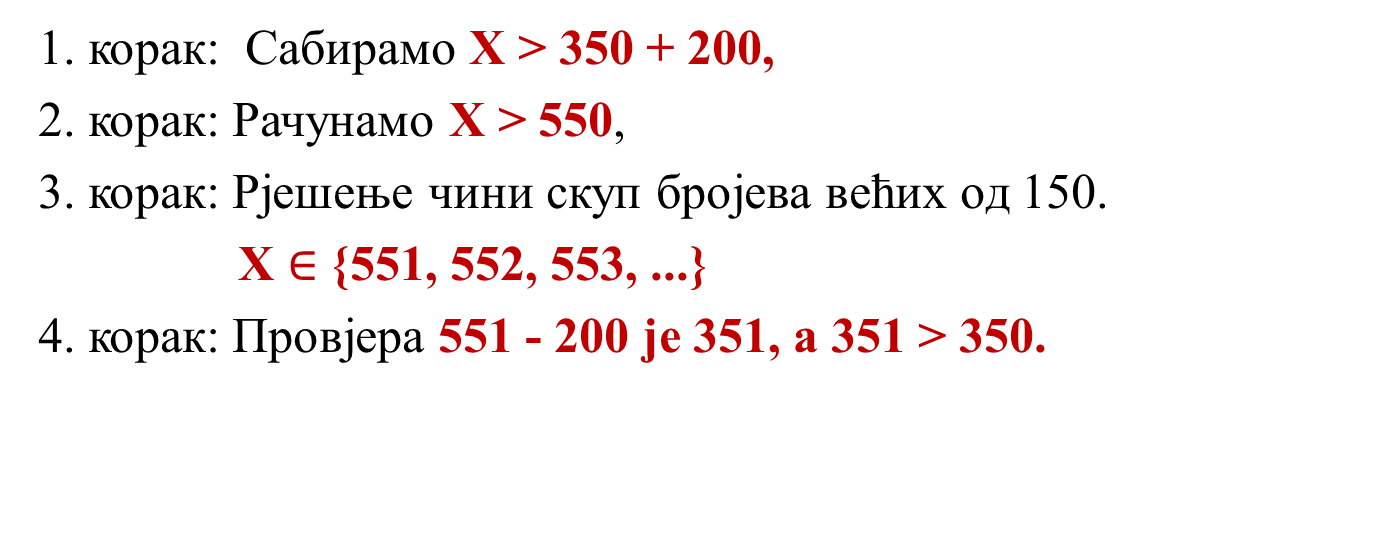 1. корак: Сабирамо X > 350 + 200,
2. корак: Рачунамо X > 550,
3. корак: Рјешење чини скуп бројева већих од 150.
X ∈ {551, 552, 553, ...}
4. корак: Провјера 551 - 200 је 351, а 351 > 350.